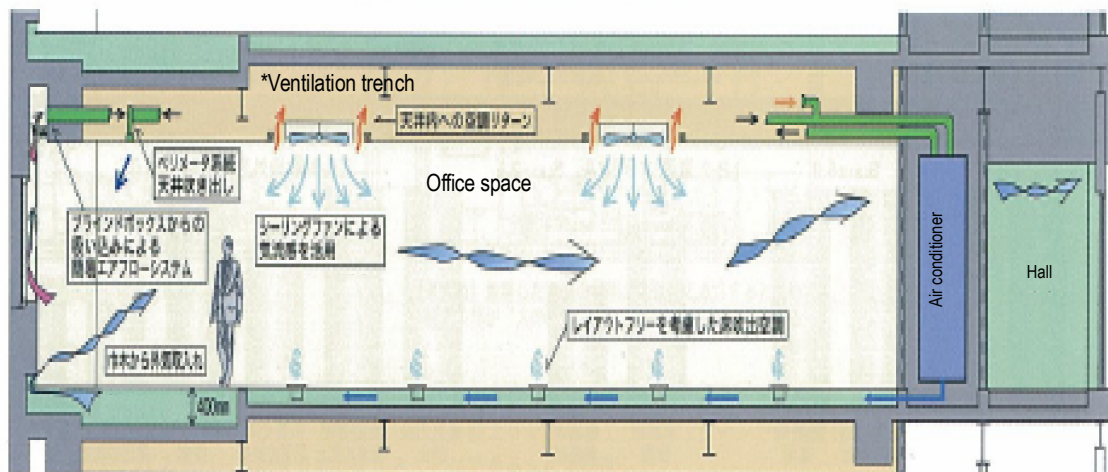 *Ventilation trench
天井内への空調リターン
ペリメータ系統
天井吹き出し
Office space
ブラインドボックスからの
吸い込みによる
簡易エアフローシステム
シーリングファンによる
気流感を活用
Air conditioner
Hall
レイアウトフリーを考慮した床吹出空調
巾木から外気取入れ
400mm